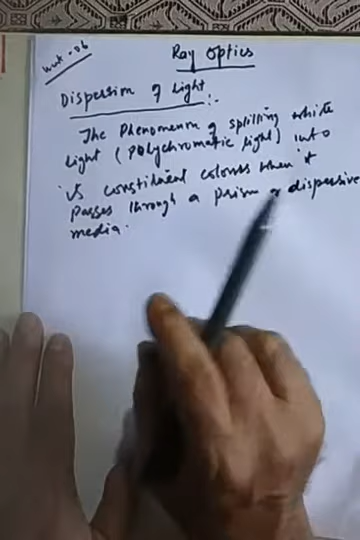 Unit-06
Ray Optics
Dispersion of Light :-
The Phenomenon of splitting white
light (Polychromatic light) into
its constituent colours when it
passes through a prism or dispersive
media.